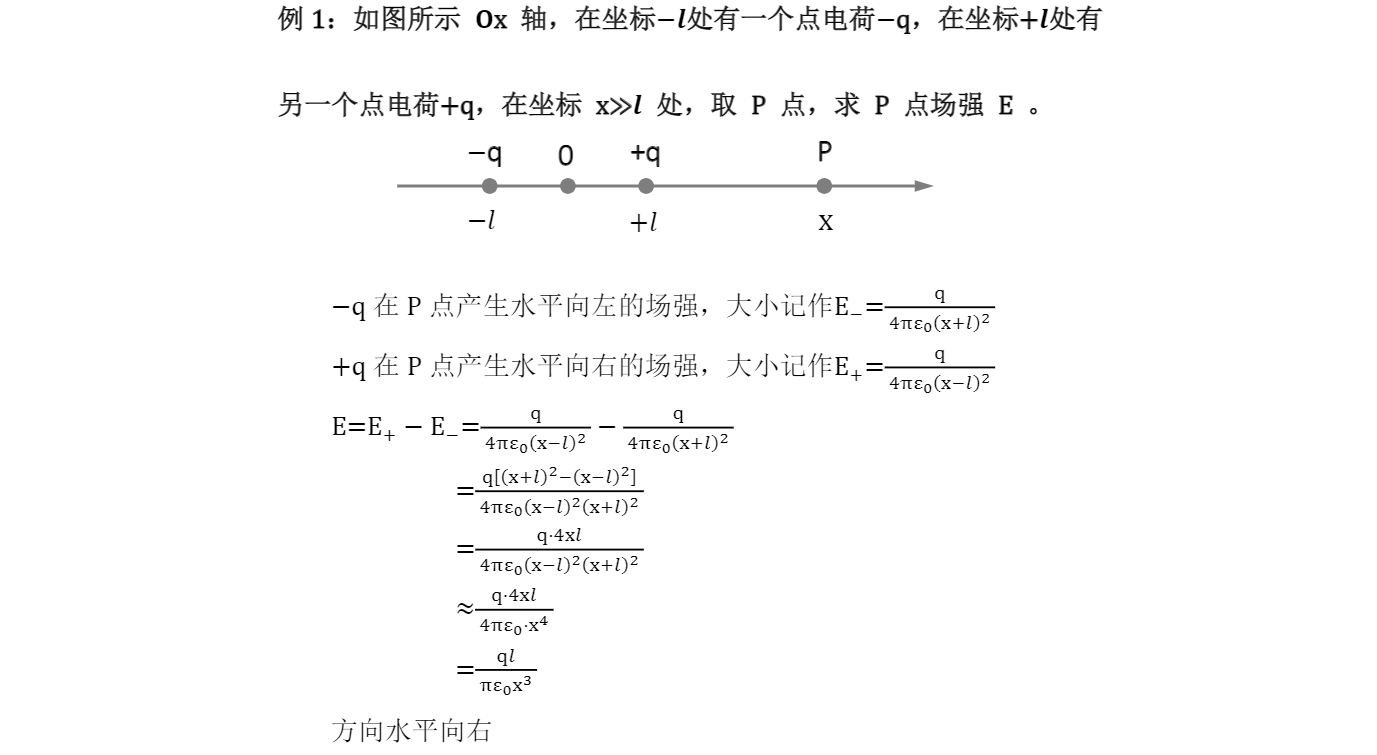 例 1：如图所示 Ox 轴，在坐标−l处有一个点电荷−q，在坐标+l处有
另一个点电荷+q，在坐标 x≫l 处，取 P 点，求 P 点场强 E 。
−q O +q P
−l +l x
−q 在 P 点产生水平向左的场强，大小记作E₋=q/(4πε₀(x+l)²)
+q 在 P 点产生水平向右的场强，大小记作E₊=q/(4πε₀(x−l)²)
E=E₊ − E₋=q/(4πε₀(x−l)²) − q/(4πε₀(x+l)²)
=q[(x+l)²−(x−l)²]/(4πε₀(x−l)²(x+l)²)
=q·4xl/(4πε₀(x−l)²(x+l)²)
≈q·4xl/(4πε₀·x⁴)
=ql/(πε₀x³)
方向水平向右